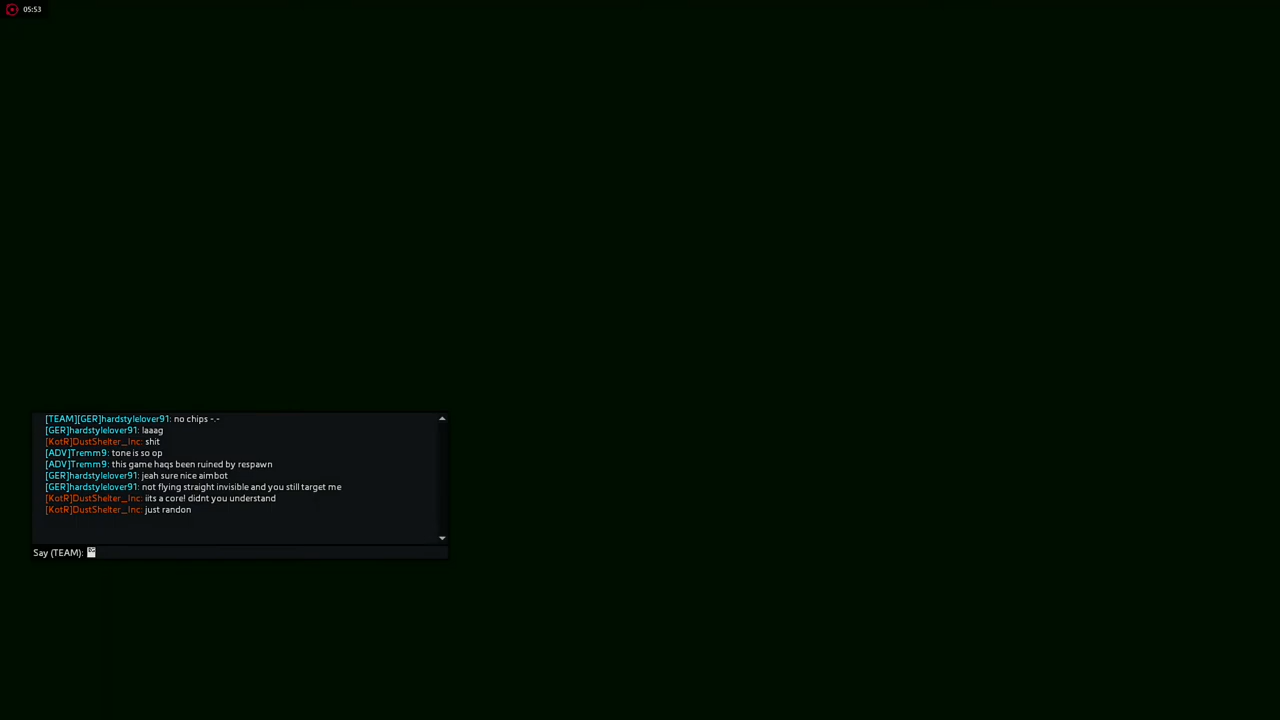 05:53
[TEAM][GER]hardstylelover91: no chips -.-
[GER]hardstylelover91: laaag
[KotR]DustShelter_Inc: shit
[ADV]Tremm9: tone is so op
[ADV]Tremm9: this game haqs been ruined by respawn
[GER]hardstylelover91: jeah sure nice aimbot
[GER]hardstylelover91: not flying straight invisible and you still target me
[KotR]DustShelter_Inc: iits a core! didnt you understand
[KotR]DustShelter_Inc: just randon
Say (TEAM):